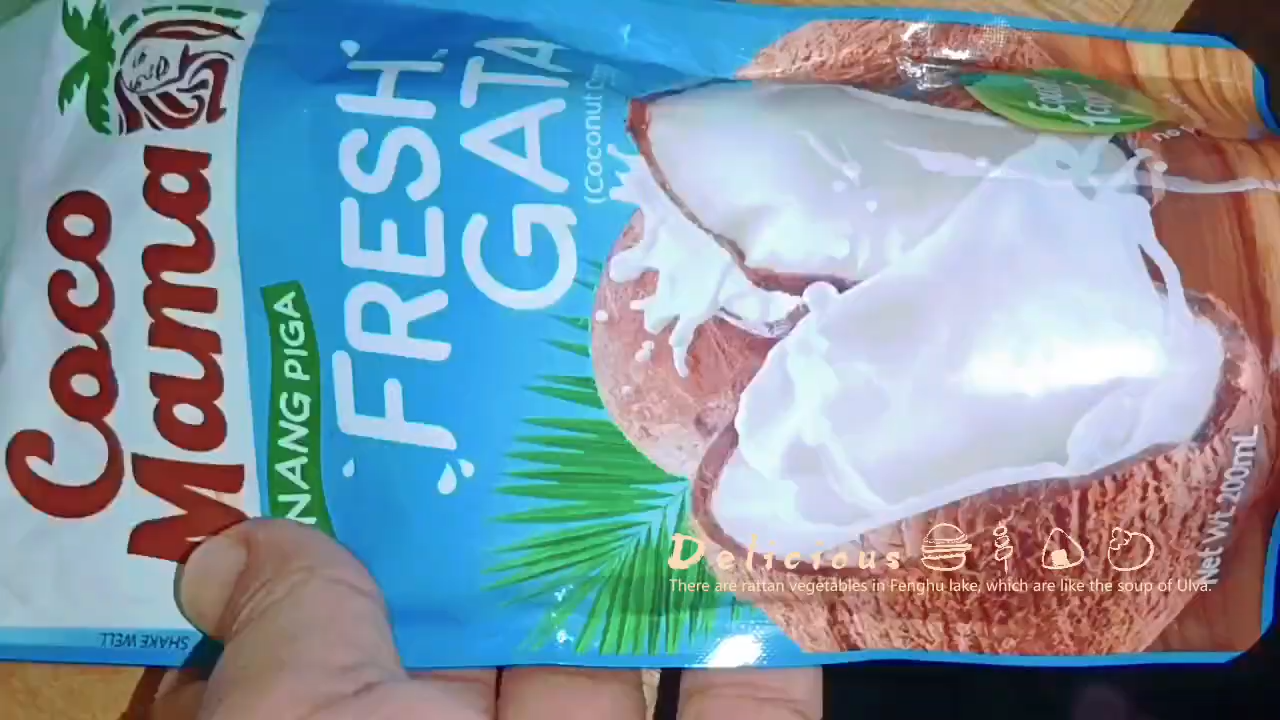 Coco
Mama
NANG PIGA
FRESH
GATA
(Coconut
SHAKE WELL
Net Wt. 200mL
Delicious
There are rattan vegetables in Fenghu lake, which are like the soup of Ulva.